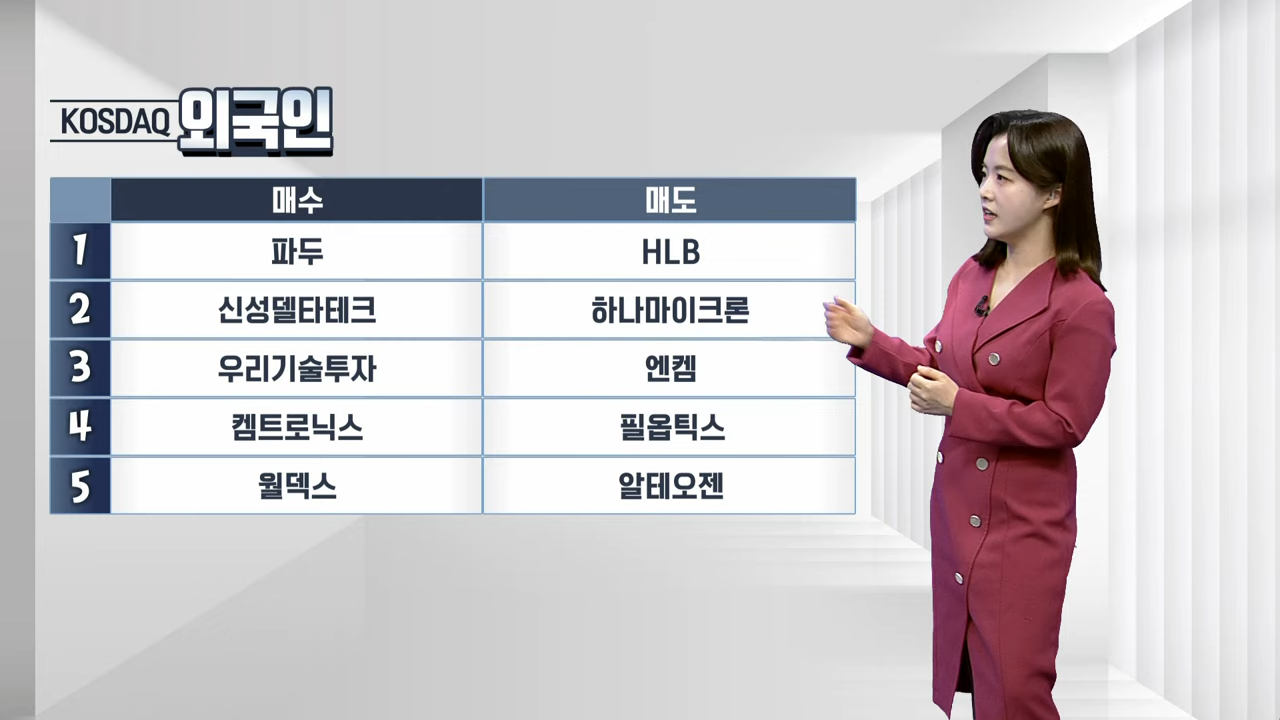 KOSDAQ 외국인
매수 매도
1 파두 HLB
2 신성델타테크 하나마이크론
3 우리기술투자 엔켐
4 켐트로닉스 필옵틱스
5 월덱스 알테오젠